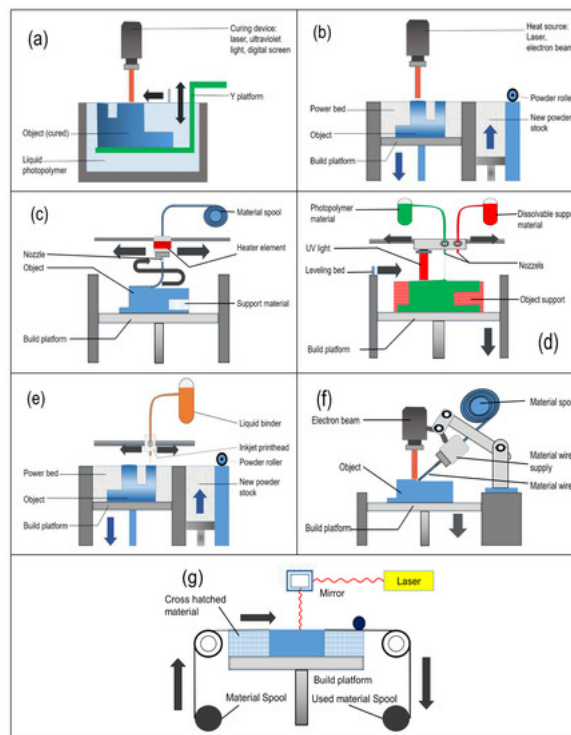 (a)
Curing device:
laser, ultraviolet
light, digital screen
Y platform
Object (cured)
Liquid
photopolymer
(b)
Heat source:
Laser,
electron beam
Powder roller
Power bed
Object
Build platform
New powder
stock
(c)
Material spool
Nozzle
Heater element
Object
Support material
Build platform
Photopolymer
material
Dissolvable support
material
UV light
Leveling bed
Nozzels
Object support
Build platform
(d)
(e)
Liquid binder
Inkjet printhead
Powder roller
Power bed
Object
Build platform
New powder
stock
(f)
Material spool
Electron beam
Material wire
supply
Object
Material wire
Build platform
(g)
Laser
Mirror
Cross hatched
material
Build platform
Material Spool
Used material Spool